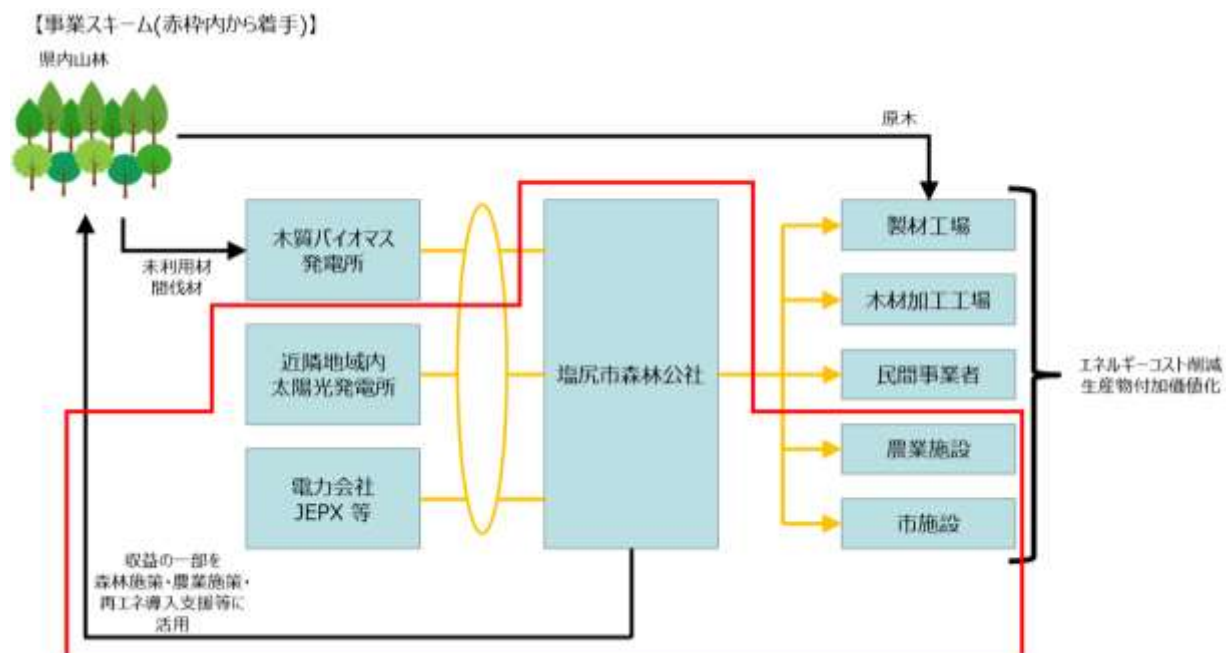 【事業スキーム(赤枠内から着手)】
県内山林
原木
未利用材
間伐材
木質バイオマス
発電所
近隣地域内
太陽光発電所
電力会社
JEPX 等
塩尻市森林公社
製材工場
木材加工工場
民間事業者
農業施設
市施設
エネルギーコスト削減
生産物付加価値化
収益の一部を
森林施策・農業施策・
再エネ導入支援等に
活用